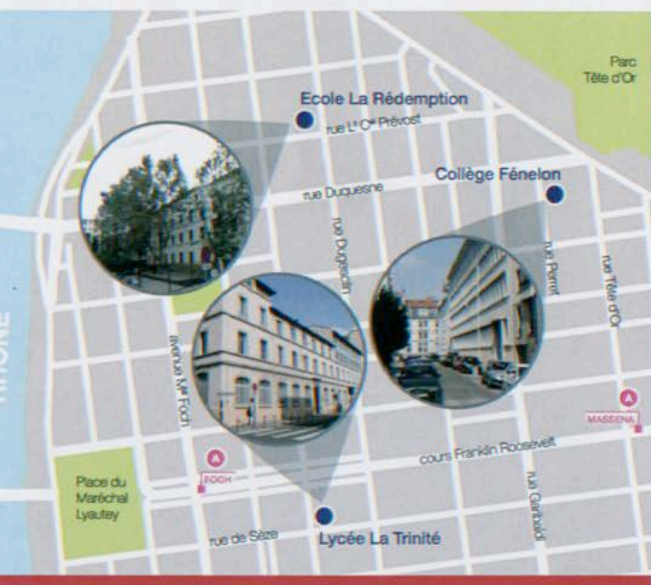 Parc
Tête d'Or
Ecole La Rédemption
rue Lt Cel Prévost
Collège Fénelon
rue Duquesne
rue Duguesclin
rue Perret
rue Tête d'Or
RHÔNE
avenue Mal Foch
A
MASSENA
A
FOCH
cours Franklin Roosevelt
Place du
Maréchal
Lyautey
rue Garibaldi
rue de Sèze
Lycée La Trinité